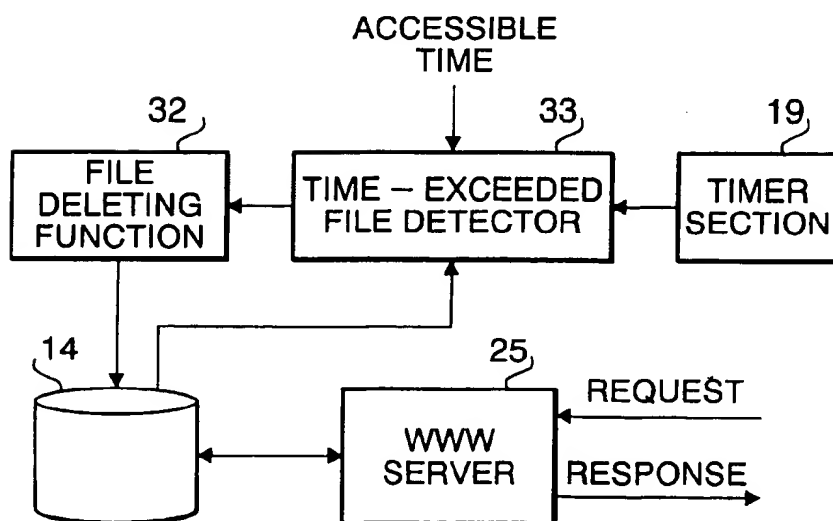 ACCESSIBLE
TIME
32
33
19
FILE
DELETING
FUNCTION
TIME – EXCEEDED
FILE DETECTOR
TIMER
SECTION
14
25
WWW
SERVER
REQUEST
RESPONSE